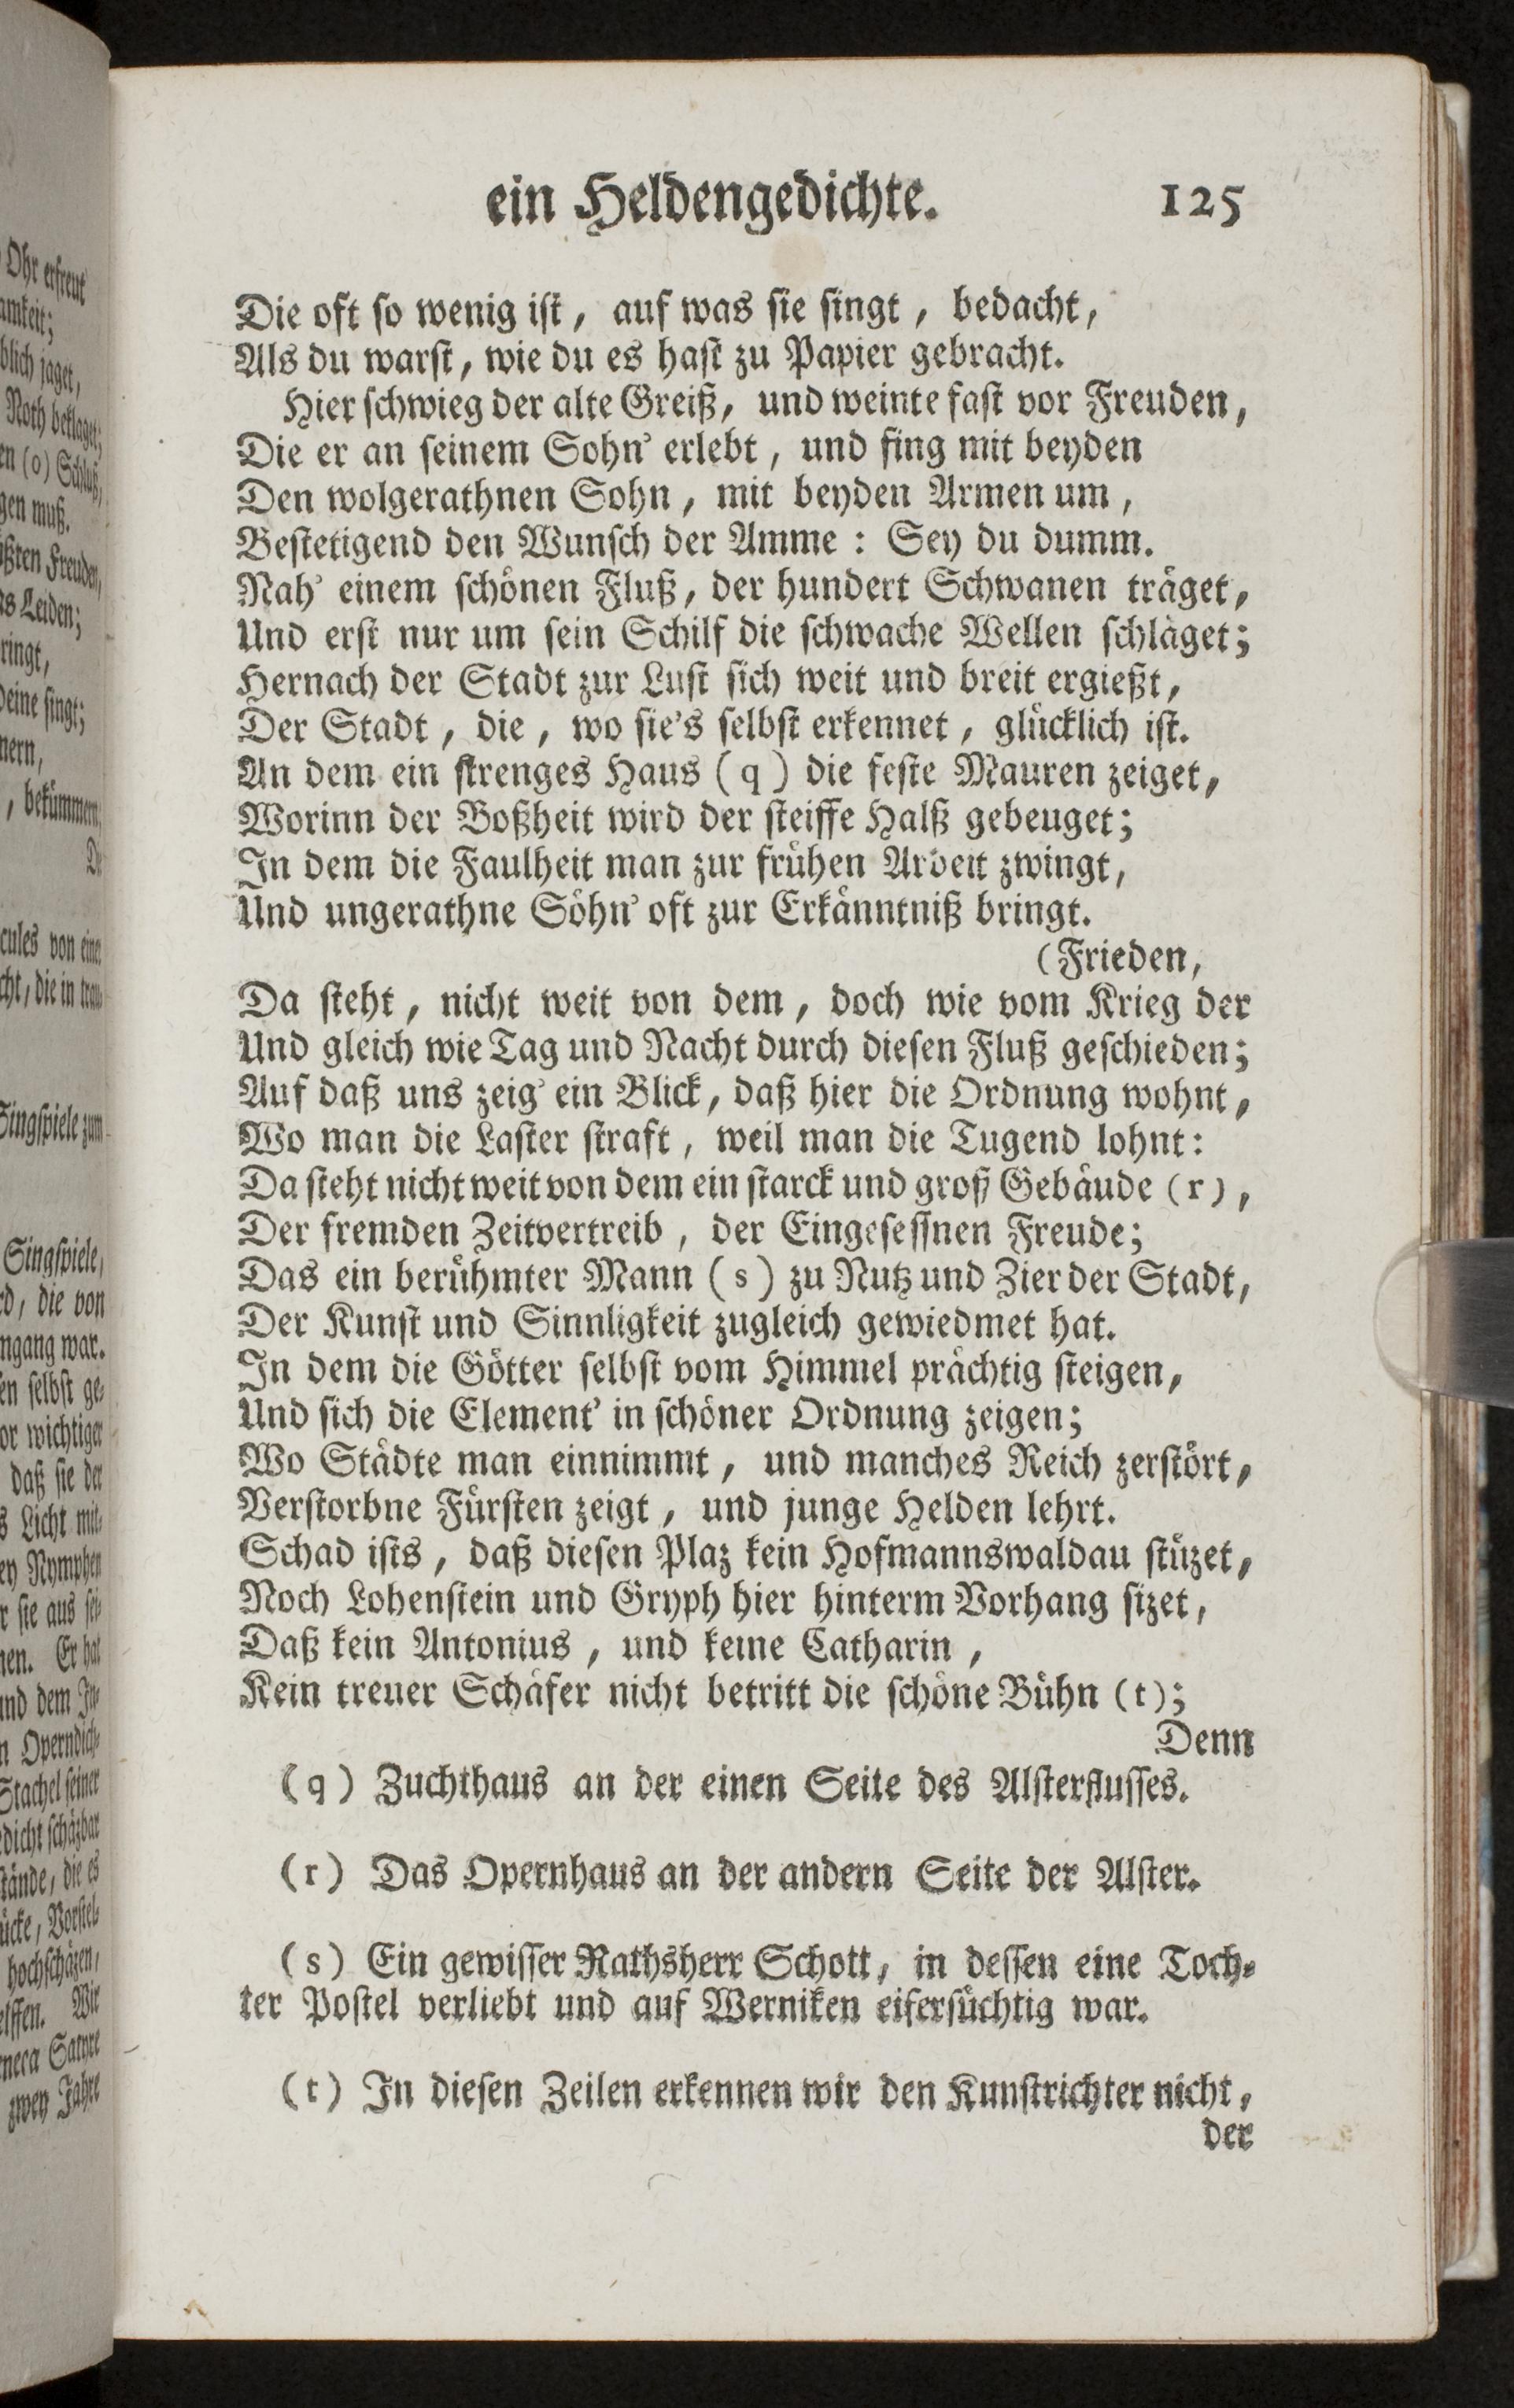 ein Heldengedichte. 125
Die oft so wenig ist, auf was sie singt, bedacht,
Als du warst, wie du es hast zu Papier gebracht.
Hier schwieg der alte Greiß, und weinte fast vor Freuden,
Die er an seinem Sohn' erlebt, und fing mit beyden
Den wolgerathnen Sohn, mit beyden Armen um,
Bestetigend den Wunsch der Amme: Sey du dumm.
Nah' einem schönen Fluß, der hundert Schwanen träget,
Und erst nur um sein Schilf die schwache Wellen schläget;
Hernach der Stadt zur Lust sich weit und breit ergießt,
Der Stadt, die, wo sie's selbst erkennet, glücklich ist.
An dem ein strenges Haus (q) die feste Mauren zeiget,
Worinn der Boßheit wird der steiffe Halß gebeuget;
In dem die Faulheit man zur frühen Arbeit zwingt,
Und ungerathne Söhn' oft zur Erkänntniß bringt.
(Frieden,
Da steht, nicht weit von dem, doch wie vom Krieg der
Und gleich wie Tag und Nacht durch diesen Fluß geschieden;
Auf daß uns zeig' ein Blick, daß hier die Ordnung wohnt,
Wo man die Laster straft, weil man die Tugend lohnt:
Da steht nicht weit von dem ein starck und groß Gebäude (r),
Der fremden Zeitvertreib, der Eingesessnen Freude;
Das ein berühmter Mann (s) zu Nutz und Zier der Stadt,
Der Kunst und Sinnligkeit zugleich gewiedmet hat.
In dem die Götter selbst vom Himmel prächtig steigen,
Und sich die Element' in schöner Ordnung zeigen;
Wo Städte man einnimmt, und manches Reich zerstört,
Verstorbne Fürsten zeigt, und junge Helden lehrt.
Schad ists, daß diesen Plaz kein Hofmannswaldau stüzet,
Noch Lohenstein und Gryph hier hinterm Vorhang sizet,
Daß kein Antonius, und keine Catharin,
Kein treuer Schäfer nicht betritt die schöne Bühn (t);
Denn
(q) Zuchthaus an der einen Seite des Alsterflusses.
(r) Das Opernhaus an der andern Seite der Alster.
(s) Ein gewisser Rathsherr Schott, in dessen eine Toch-
ter Postel verliebt und auf Werniken eifersüchtig war.
(t) In diesen Zeilen erkennen wir den Kunstrichter nicht,
der